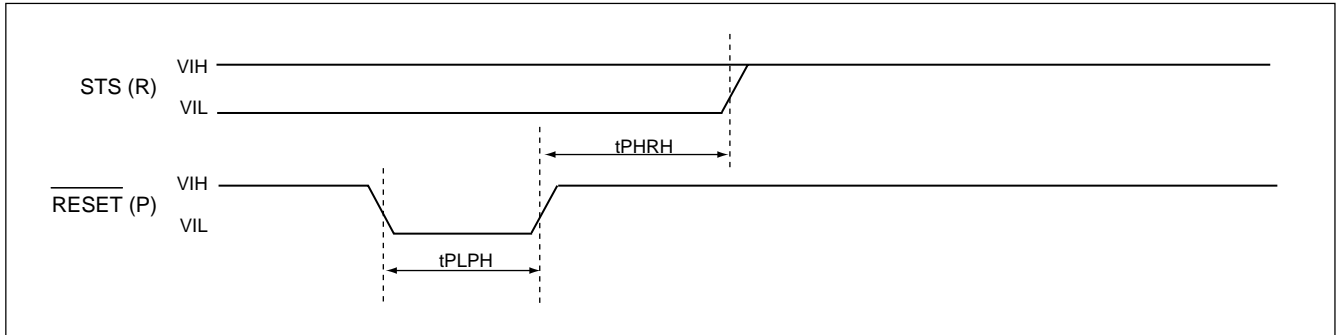 STS (R)
VIH
VIL
tPHRH
RESET (P)
VIH
VIL
tPLPH